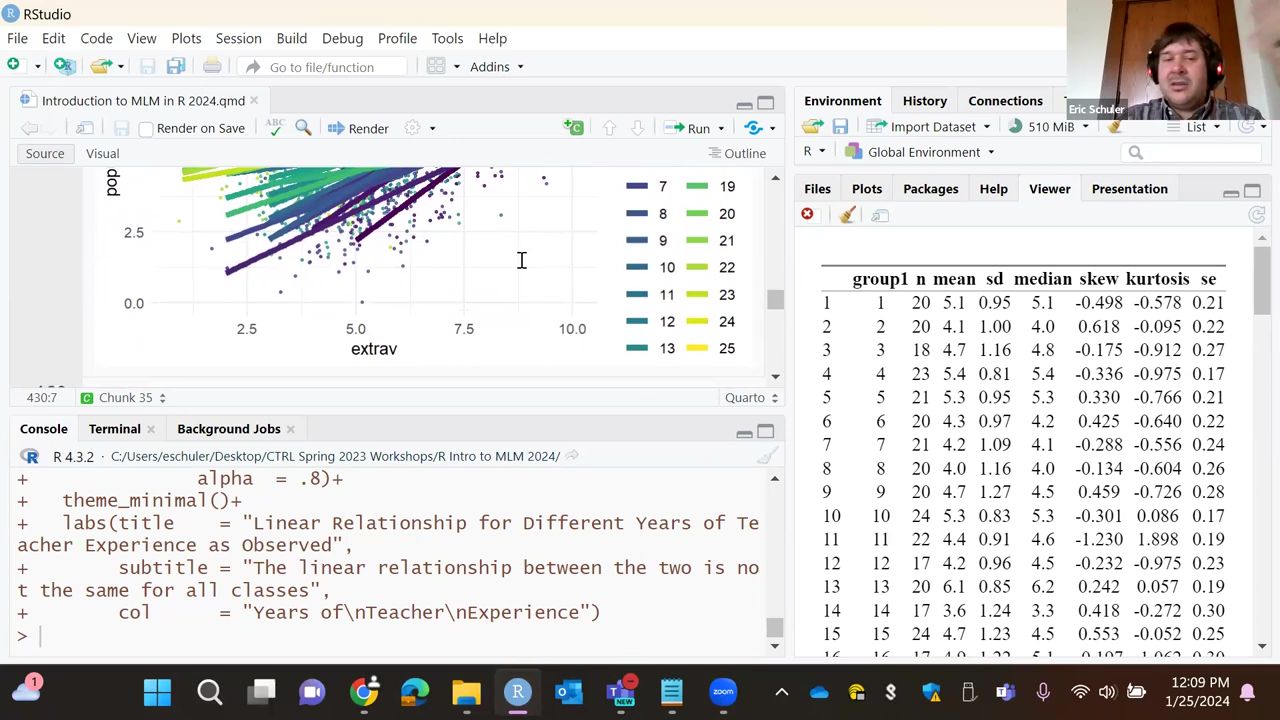 RStudio
File Edit Code View Plots Session Build Debug Profile Tools Help
Go to file/function Addins
Introduction to MLM in R 2024.qmd
Render on Save Render Run
Source Visual Outline
pop
2.5
0.0
2.5 5.0 7.5 10.0
extrav
7 19
8 20
9 21
10 22
11 23
12 24
13 25
430:7 Chunk 35 Quarto
Console Terminal Background Jobs
R 4.3.2 · C:/Users/eschuler/Desktop/CTRL Spring 2023 Workshops/R Intro to MLM 2024/
+ alpha = .8)+
+ theme_minimal()+
+ labs(title = "Linear Relationship for Different Years of Te
acher Experience as Observed",
+ subtitle = "The linear relationship between the two is no
t the same for all classes",
+ col = "Years of\nTeacher\nExperience")
>
Eric Schuler
Environment History Connections
Import Dataset 510 MiB List
R Global Environment
Files Plots Packages Help Viewer Presentation
group1 n mean sd median skew kurtosis se
1 1 20 5.1 0.95 5.1 -0.498 -0.578 0.21
2 2 20 4.1 1.00 4.0 0.618 -0.095 0.22
3 3 18 4.7 1.16 4.8 -0.175 -0.912 0.27
4 4 23 5.4 0.81 5.4 -0.336 -0.975 0.17
5 5 21 5.3 0.95 5.3 0.330 -0.766 0.21
6 6 20 4.3 0.97 4.2 0.425 -0.640 0.22
7 7 21 4.2 1.09 4.1 -0.288 -0.556 0.24
8 8 20 4.0 1.16 4.0 -0.134 -0.604 0.26
9 9 20 4.7 1.27 4.5 0.459 -0.726 0.28
10 10 24 5.3 0.83 5.3 -0.301 0.086 0.17
11 11 22 4.4 0.91 4.6 -1.230 1.898 0.19
12 12 17 4.2 0.96 4.5 -0.232 -0.975 0.23
13 13 20 6.1 0.85 6.2 0.242 0.057 0.19
14 14 17 3.6 1.24 3.3 0.418 -0.272 0.30
15 15 24 4.7 1.23 4.5 0.553 -0.052 0.25
1
NEW
zoom
12:09 PM
1/25/2024